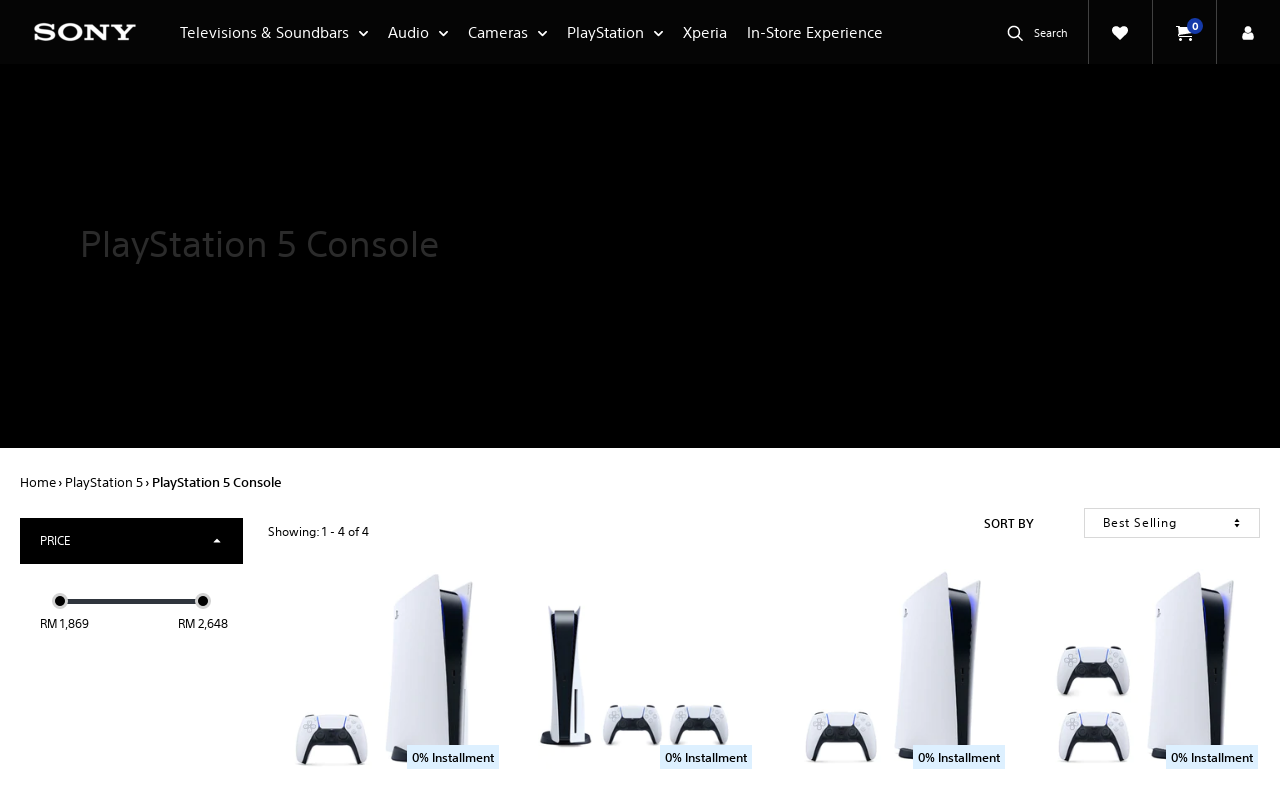 SONY
Televisions & Soundbars
Audio
Cameras
PlayStation
Xperia
In-Store Experience
Search
0
PlayStation 5 Console
Home › PlayStation 5 › PlayStation 5 Console
PRICE
Showing: 1 - 4 of 4
SORT BY
Best Selling
RM 1,869
RM 2,648
0% Installment
0% Installment
0% Installment
0% Installment